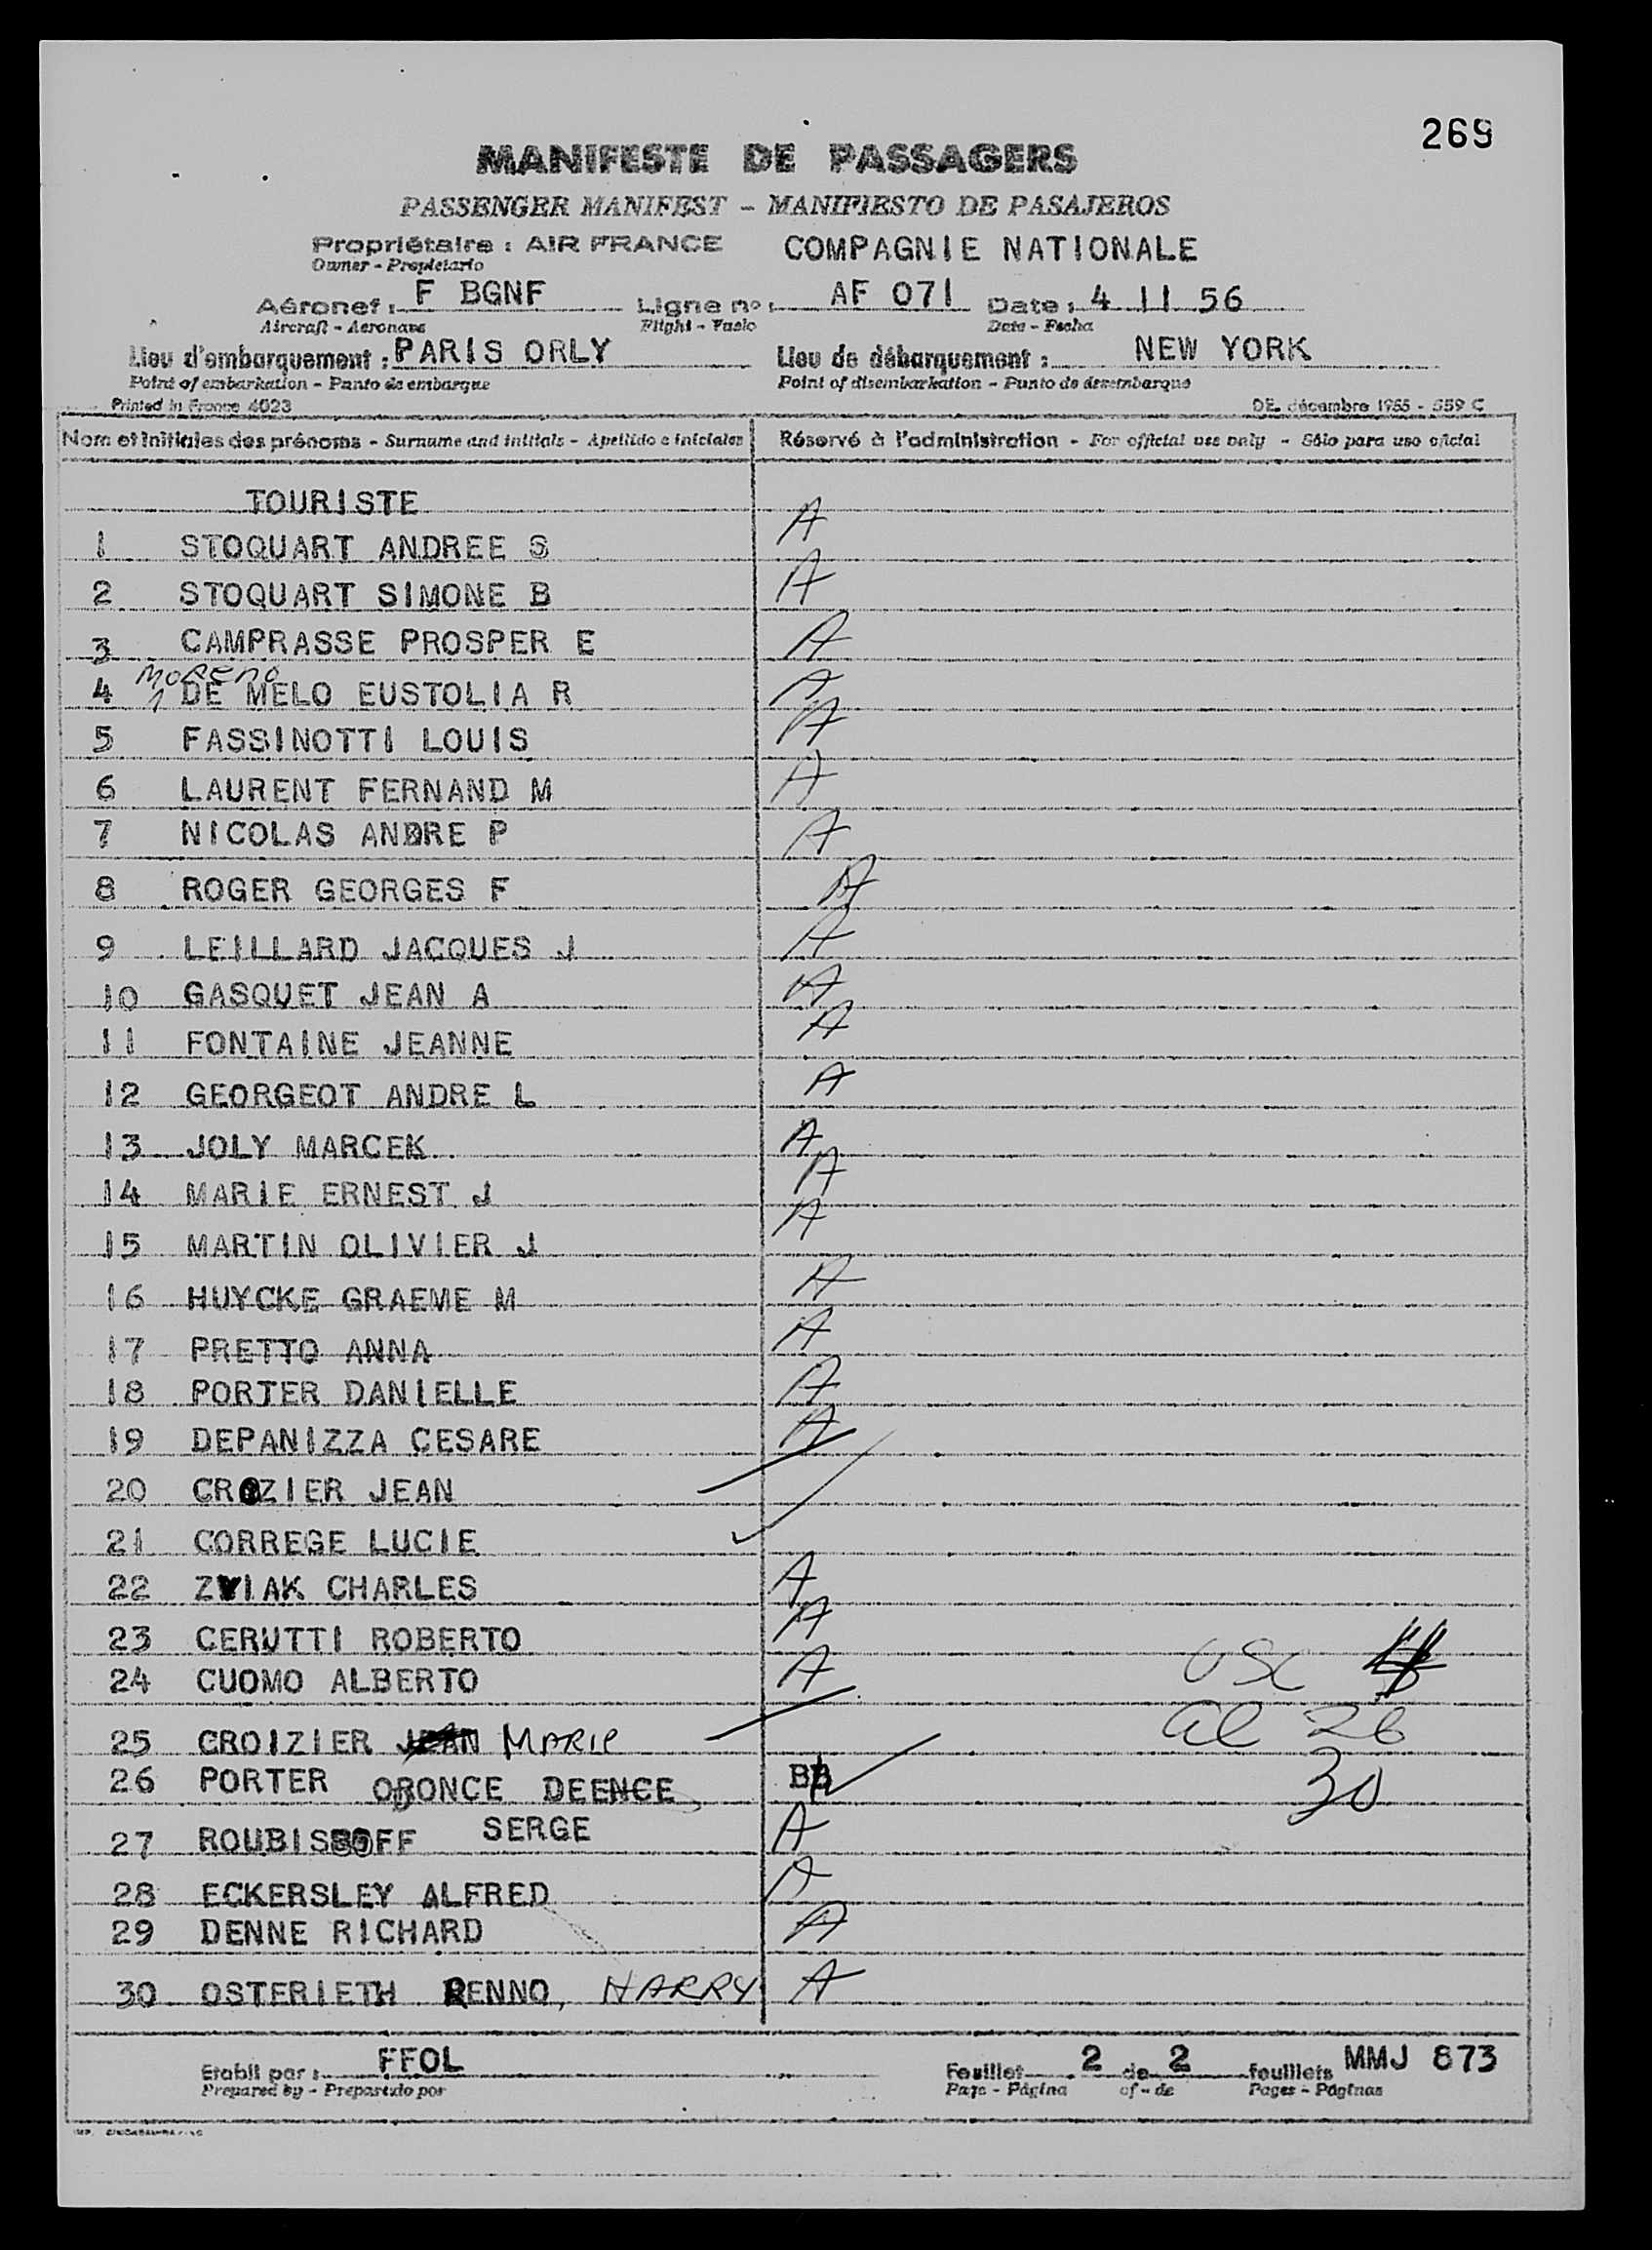 269
MANIFESTE DE PASSAGERS
PASSENGER MANIFEST - MANIFIESTO DE PASAJEROS
Propriétaire : AIR FRANCE COMPAGNIE NATIONALE
Owner - Propietario
Aéronef : F BGNF Ligne nº : AF 071 Date : 4 11 56
Aircraft - Aeronave Flight - Vuelo Date - Fecha
Lieu d'embarquement : PARIS ORLY Lieu de débarquement : NEW YORK
Point of embarkation - Punto de embarque Point of disembarkation - Punto de desembarque
Printed in France 4023 DE. décembre 1955 - 559 C
Nom et initiales des prénoms - Surname and initials - Apellido e iniciales Réservé à l'administration - For official use only - Sólo para uso oficial
TOURISTE
1 STOQUART ANDREE S A
2 STOQUART SIMONE B A
3 CAMPRASSE PROSPER E A
MORENO
4 DE MELO EUSTOLIA R A
5 FASSINOTTI LOUIS A
6 LAURENT FERNAND M A
7 NICOLAS ANDRE P A
8 ROGER GEORGES F A
9 LEILLARD JACQUES J A
10 GASQUET JEAN A A
11 FONTAINE JEANNE A
12 GEORGEOT ANDRE L A
13 JOLY MARCEK A
14 MARIE ERNEST J A
15 MARTIN OLIVIER J A
16 HUYCKE GRAEME M A
17 PRETTO ANNA A
18 PORTER DANIELLE A
19 DEPANIZZA CESARE A
20 CROZIER JEAN
21 CORREGE LUCIE
22 ZVIAK CHARLES A
23 CERUTTI ROBERTO A
24 CUOMO ALBERTO A USC 4
25 CROIZIER JEAN MARIE al 26
26 PORTER ORONCE DEENCE BB 30
27 ROUBISSOFF SERGE A
28 ECKERSLEY ALFRED A
29 DENNE RICHARD A
30 OSTERIETH RENNO, HARRY A
Etabli par : FFOL Feuillet 2 de 2 feuillets MMJ 873
Prepared by - Preparado por Page - Página of - de Pages - Páginas